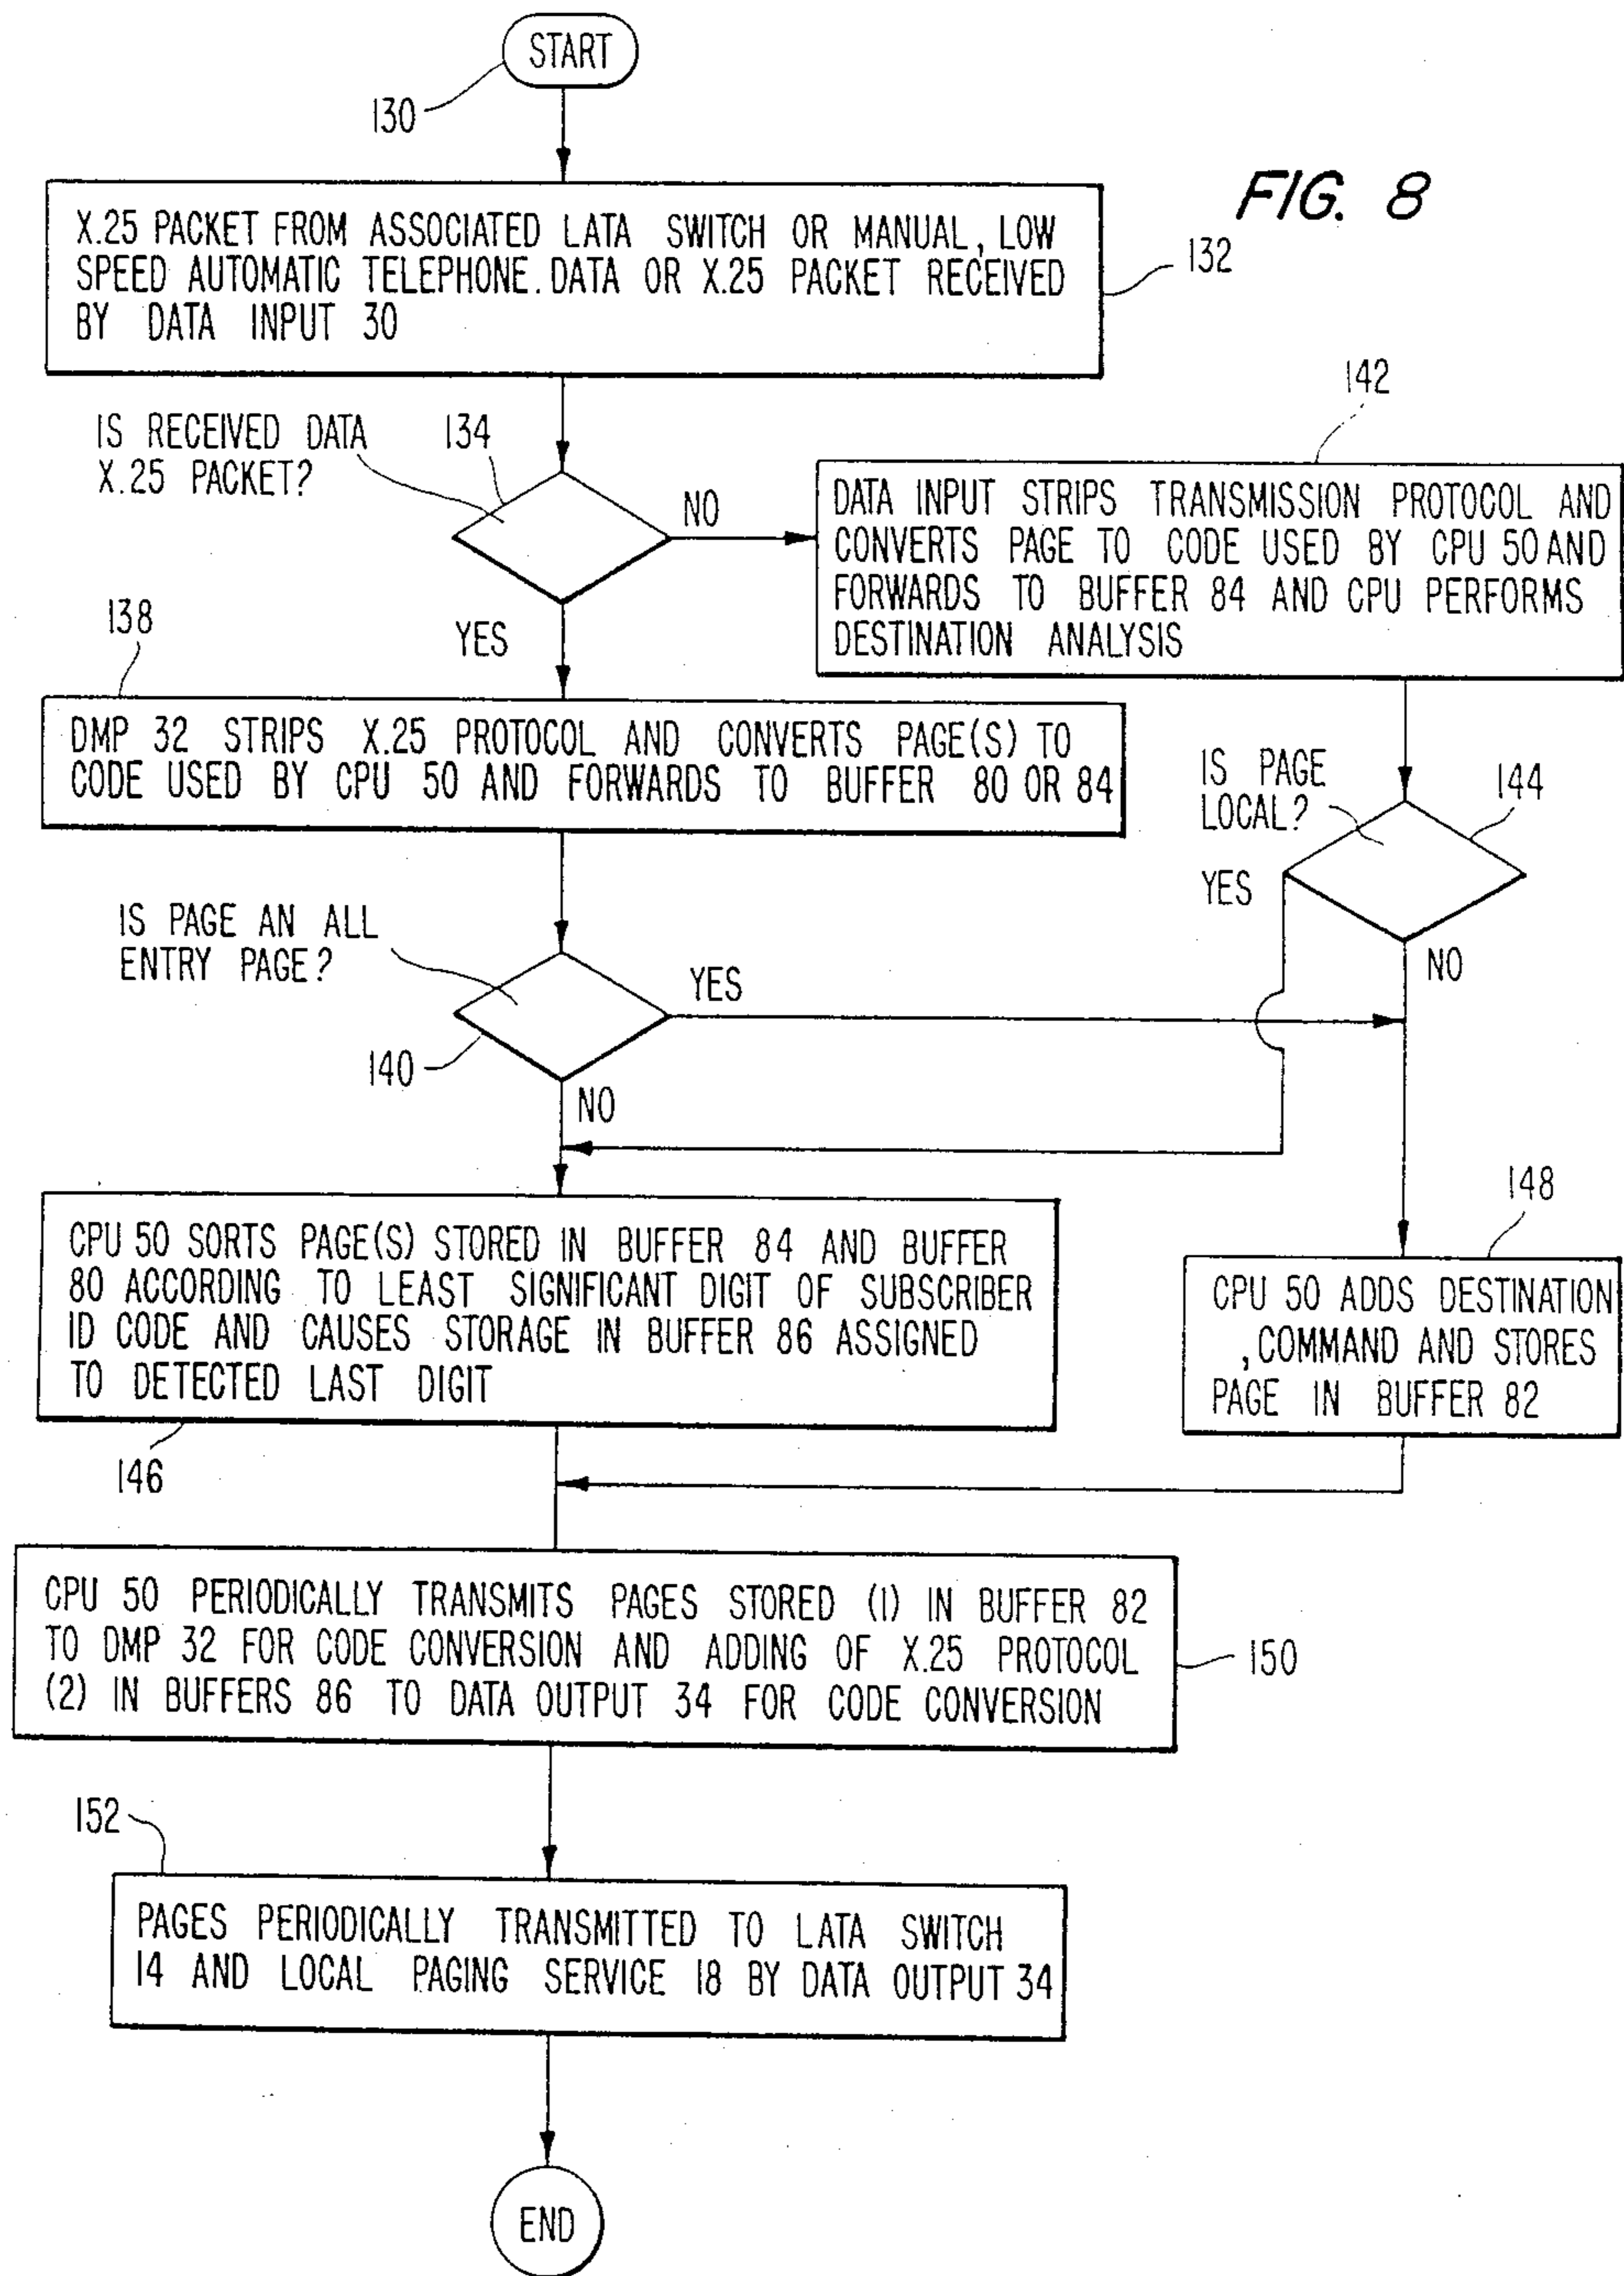 START
130
FIG. 8
X.25 PACKET FROM ASSOCIATED LATA SWITCH OR MANUAL, LOW
SPEED AUTOMATIC TELEPHONE. DATA OR X.25 PACKET RECEIVED
BY DATA INPUT 30
132
IS RECEIVED DATA
X.25 PACKET?
134
NO
YES
142
DATA INPUT STRIPS TRANSMISSION PROTOCOL AND
CONVERTS PAGE TO CODE USED BY CPU 50 AND
FORWARDS TO BUFFER 84 AND CPU PERFORMS
DESTINATION ANALYSIS
138
DMP 32 STRIPS X.25 PROTOCOL AND CONVERTS PAGE(S) TO
CODE USED BY CPU 50 AND FORWARDS TO BUFFER 80 OR 84
IS PAGE
LOCAL?
144
YES
NO
IS PAGE AN ALL
ENTRY PAGE?
YES
140
NO
148
CPU 50 SORTS PAGE(S) STORED IN BUFFER 84 AND BUFFER
80 ACCORDING TO LEAST SIGNIFICANT DIGIT OF SUBSCRIBER
ID CODE AND CAUSES STORAGE IN BUFFER 86 ASSIGNED
TO DETECTED LAST DIGIT
146
CPU 50 ADDS DESTINATION
, COMMAND AND STORES
PAGE IN BUFFER 82
CPU 50 PERIODICALLY TRANSMITS PAGES STORED (1) IN BUFFER 82
TO DMP 32 FOR CODE CONVERSION AND ADDING OF X.25 PROTOCOL
(2) IN BUFFERS 86 TO DATA OUTPUT 34 FOR CODE CONVERSION
150
152
PAGES PERIODICALLY TRANSMITTED TO LATA SWITCH
14 AND LOCAL PAGING SERVICE 18 BY DATA OUTPUT 34
END